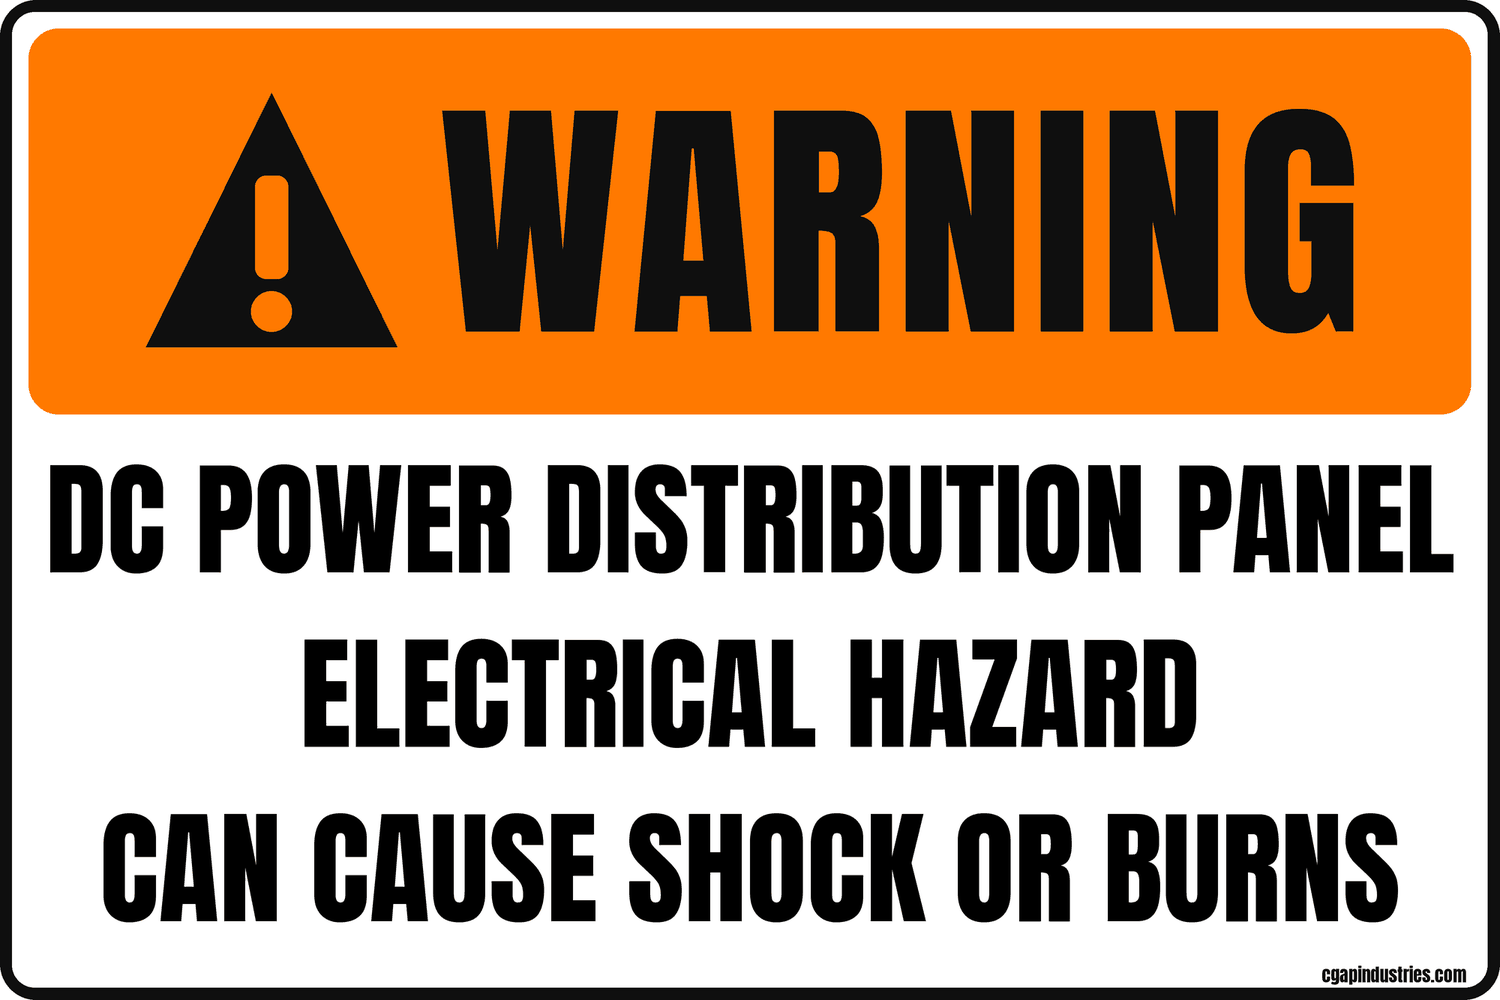 WARNING
DC POWER DISTRIBUTION PANEL
ELECTRICAL HAZARD
CAN CAUSE SHOCK OR BURNS
cgapindustries.com